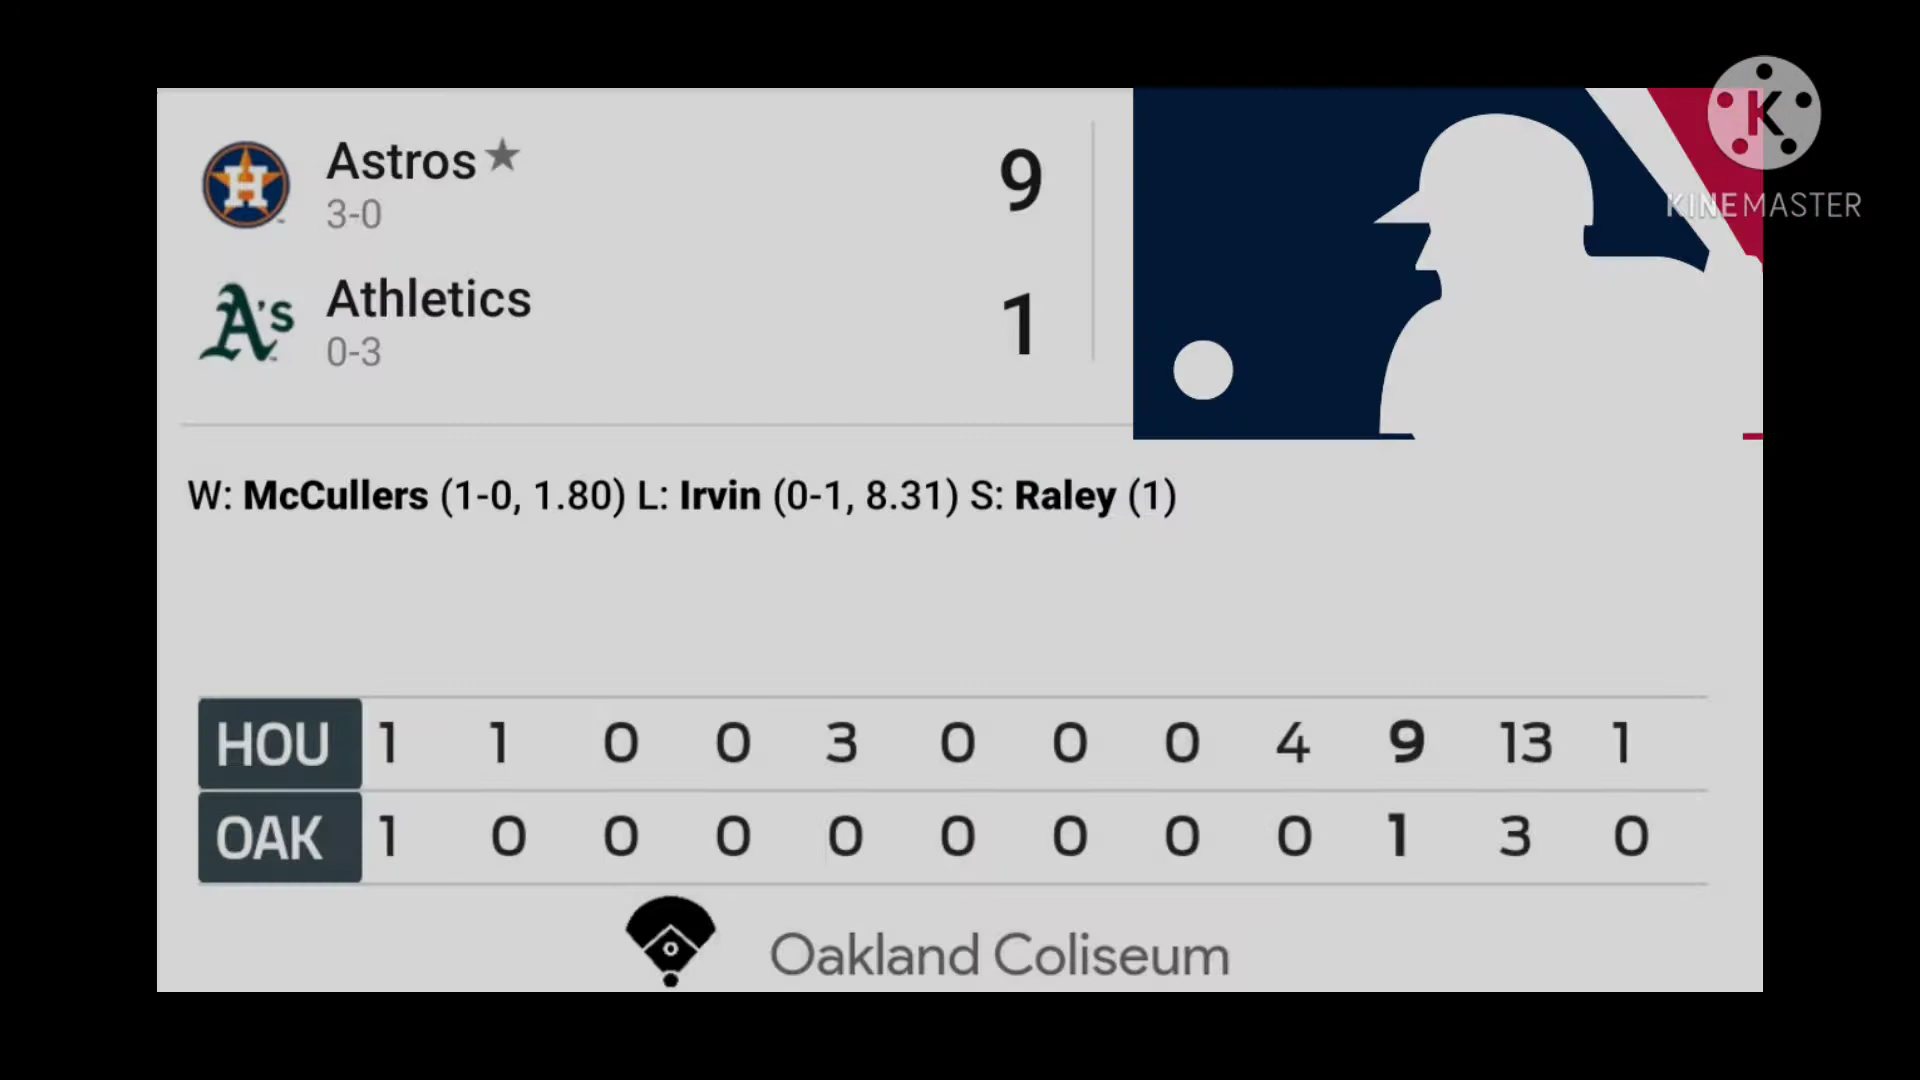 K
KINEMASTER
H Astros★ 9
3-0
A's Athletics 1
0-3
W: McCullers (1-0, 1.80) L: Irvin (0-1, 8.31) S: Raley (1)
HOU 1 1 0 0 3 0 0 0 4 9 13 1
OAK 1 0 0 0 0 0 0 0 0 1 3 0
Oakland Coliseum